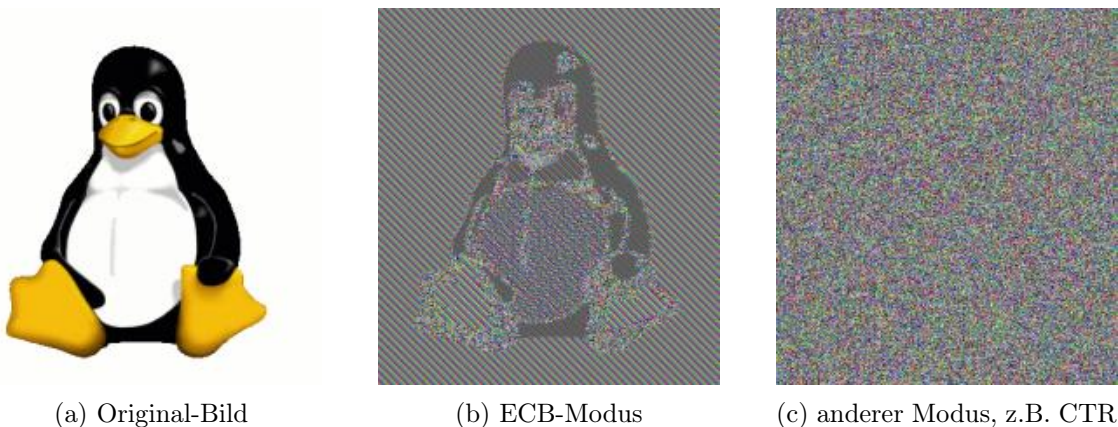 (a) Original-Bild
(b) ECB-Modus
(c) anderer Modus, z.B. CTR